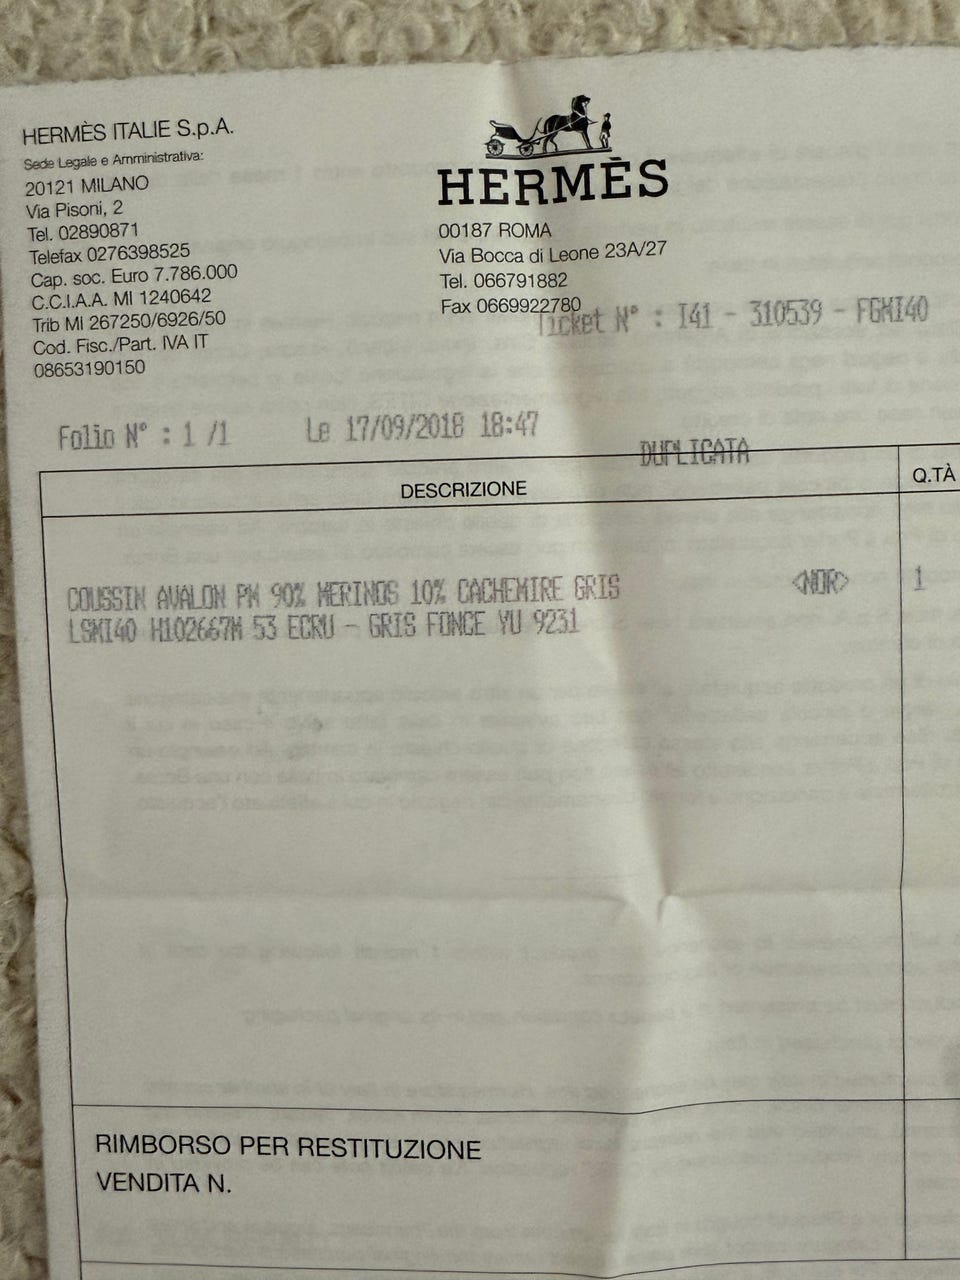 HERMÈS ITALIE S.p.A.
Sede Legale e Amministrativa:
20121 MILANO
Via Pisoni, 2
Tel. 02890871
Telefax 0276398525
Cap. soc. Euro 7.786.000
C.C.I.A.A. MI 1240642
Trib MI 267250/6926/50
Cod. Fisc./Part. IVA IT
08653190150
HERMÈS
00187 ROMA
Via Bocca di Leone 23A/27
Tel. 066791882
Fax 0669922780
Ticket N° : I41 - 310539 - FGMI40
Folio N° : 1 /1 Le 17/09/2018 18:47
DUPLICATA
DESCRIZIONE Q.TÀ
COUSSIN AVALON PM 90% MERINOS 10% CACHEMIRE GRIS <NOR> 1
LSMI40 H102667M 53 ECRU - GRIS FONCE YU 9231
RIMBORSO PER RESTITUZIONE
VENDITA N.